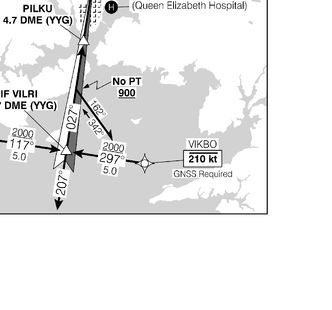 PILKU
4.7 DME (YYG)
H
(Queen Elizabeth Hospital)
No PT
900
IF VILRI
DME (YYG)
162°
342°
027°
2000
117°
5.0
2000
297°
5.0
207°
VIKBO
210 kt
GNSS Required